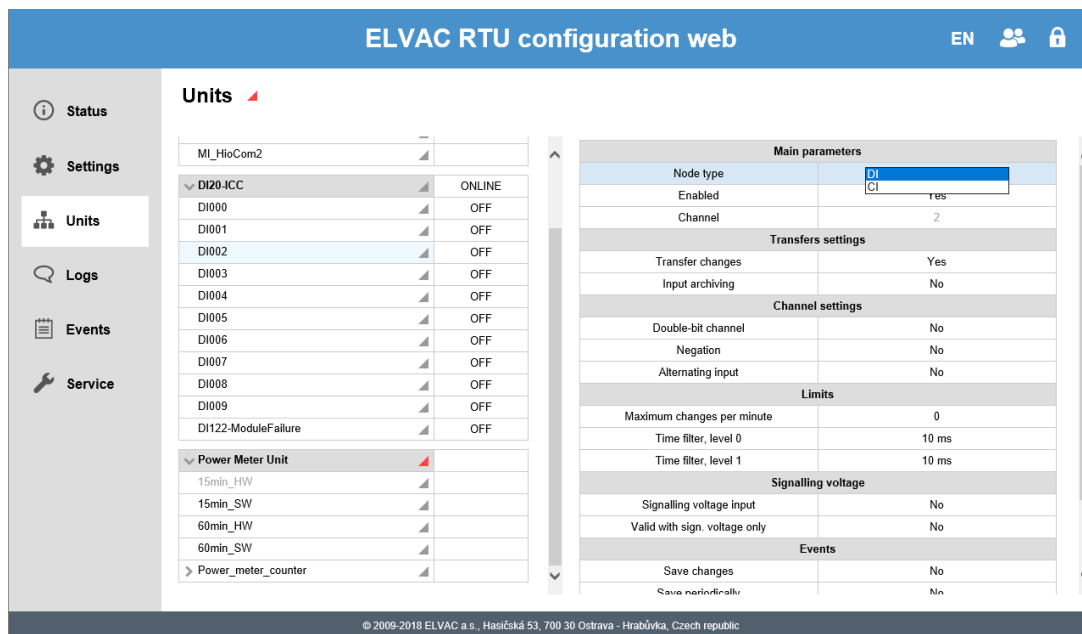 ELVAC RTU configuration web
EN
Status
Settings
Units
Logs
Events
Service
Units
MI_HioCom2
DI20-ICC ONLINE
DI000 OFF
DI001 OFF
DI002 OFF
DI003 OFF
DI004 OFF
DI005 OFF
DI006 OFF
DI007 OFF
DI008 OFF
DI009 OFF
DI122-ModuleFailure OFF
Power Meter Unit
15min_HW
15min_SW
60min_HW
60min_SW
Power_meter_counter
Main parameters
Node type DI
CI
Enabled Yes
Channel 2
Transfers settings
Transfer changes Yes
Input archiving No
Channel settings
Double-bit channel No
Negation No
Alternating input No
Limits
Maximum changes per minute 0
Time filter, level 0 10 ms
Time filter, level 1 10 ms
Signalling voltage
Signalling voltage input No
Valid with sign. voltage only No
Events
Save changes No
Save periodically No
© 2009-2018 ELVAC a.s., Hasičská 53, 700 30 Ostrava - Hrabůvka, Czech republic